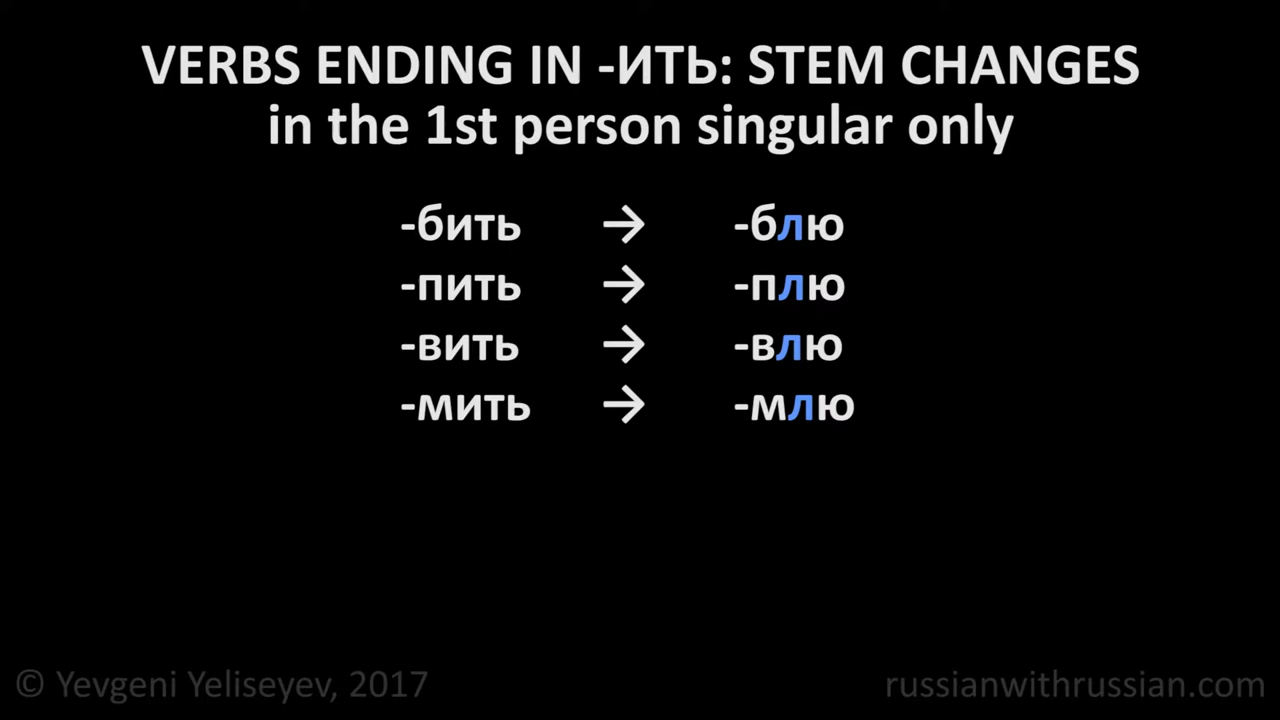 VERBS ENDING IN -ИТЬ: STEM CHANGES
in the 1st person singular only
-бить → -блю
-пить → -плю
-вить → -влю
-мить → -млю
© Yevgeni Yeliseyev, 2017 russianwithrussian.com